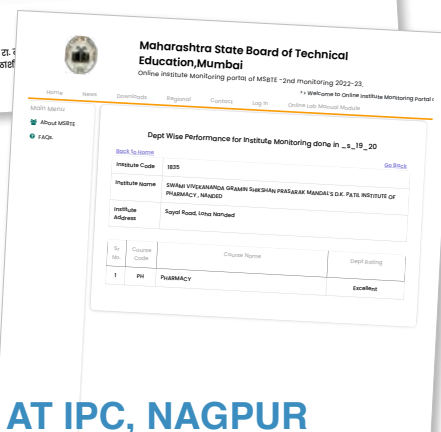 रा.
Maharashtra State Board of Technical
Education,Mumbai
Online Institute Monitoring portal of MSBTE -2nd monitoring 2022-23.
Welcome to Online Institute Monitoring Portal
Home News Downloads Regional Contact Log In Online Lab Manual Module
Main Menu
About MSBTE
FAQs
Dept Wise Performance for Institute Monitoring done in _s_19_20
Back To Home Go Back
Institute Code 1835
Institute Name SWAMI VIVEKANANDA GRAMIN SHIKSHAN PRASARAK MANDAL'S D.K. PATIL INSTITUTE OF
PHARMACY, NANDED
Institute
Address Sayal Road, Loha Nanded
Sr
No. Course
Code Course Name Dept Rating
1 PH PHARMACY Excellent
AT IPC, NAGPUR